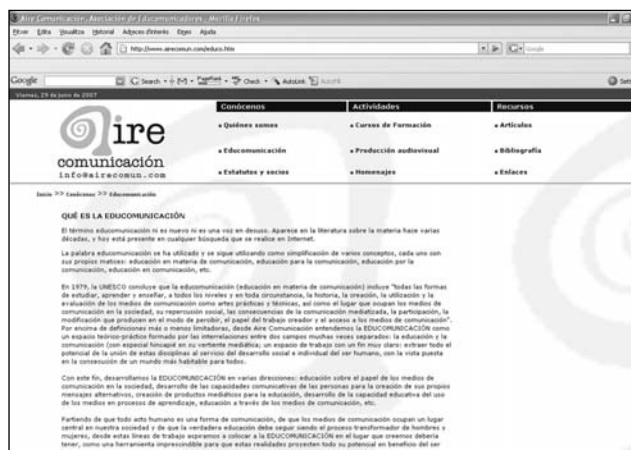 Aire Comunicación, Asociación de Educomunicadores - Mozilla Firefox
http://www.airecomun.com/educo.htm
Google
Search
Check
AutoLink
Viernes, 29 de junio de 2007
Conócenos Actividades Recursos
Quiénes somos Cursos de Formación Artículos
Educomunicación Producción audiovisual Bibliografía
Estatutos y socios Homenajes Enlaces
aire
comunicación
info@airecomun.com
Inicio >> Conócenos >> Educomunicación
QUÉ ES LA EDUCOMUNICACIÓN
El término educomunicación ni es nuevo ni es una voz en desuso. Aparece en la literatura sobre la materia hace varias
décadas, y hoy está presente en cualquier búsqueda que se realice en Internet.
La palabra educomunicación se ha utilizado y se sigue utilizando como simplificación de varios conceptos, cada uno con
sus propios matices: educación en materia de comunicación, educación para la comunicación, educación por la
comunicación, educación en comunicación, etc.
En 1979, la UNESCO concluye que la educomunicación (educación en materia de comunicación) incluye "todas las formas
de estudiar, aprender y enseñar, a todos los niveles y en toda circunstancia, la historia, la creación, la utilización y la
evaluación de los medios de comunicación como artes prácticas y técnicas, así como el lugar que ocupan los medios de
comunicación en la sociedad, su repercusión social, las consecuencias de la comunicación mediatizada, la participación, la
modificación que producen en el modo de percibir, el papel del trabajo creador y el acceso a los medios de comunicación".
Por encima de definiciones más o menos limitadoras, desde Aire Comunicación entendemos la EDUCOMUNICACIÓN como
un espacio teórico-práctico formado por las interrelaciones entre dos campos muchas veces separados: la educación y la
comunicación (con especial hincapié en su vertiente mediática; un espacio de trabajo con un fin muy claro: extraer todo el
potencial de la unión de estas disciplinas al servicio del desarrollo social e individual del ser humano, con la vista puesta
en la consecución de un mundo más habitable para todos.
Con este fin, desarrollamos la EDUCOMUNICACIÓN en varias direcciones: educación sobre el papel de los medios de
comunicación en la sociedad, desarrollo de las capacidades comunicativas de las personas para la creación de sus propios
mensajes alternativos, creación de productos mediáticos para la educación, desarrollo de la capacidad educativa del uso
de los medios en procesos de aprendizaje, educación a través de los medios de comunicación, etc.
Partiendo de que todo acto humano es una forma de comunicación, de que los medios de comunicación ocupan un lugar
central en nuestra sociedad y de que la verdadera educación debe seguir siendo el proceso transformador de hombres y
mujeres, desde estas líneas de trabajo aspiramos a colocar a la EDUCOMUNICACIÓN en el lugar que creemos debería
tener, como una herramienta imprescindible para que estas realidades proyecten todo su potencial en beneficio del ser